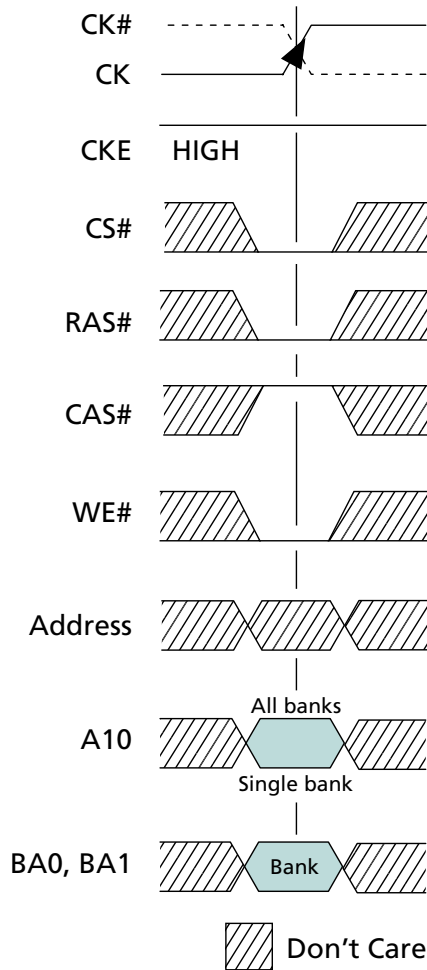 CK#
CK
CKE HIGH
CS#
RAS#
CAS#
WE#
Address
All banks
A10
Single bank
BA0, BA1 Bank
Don't Care